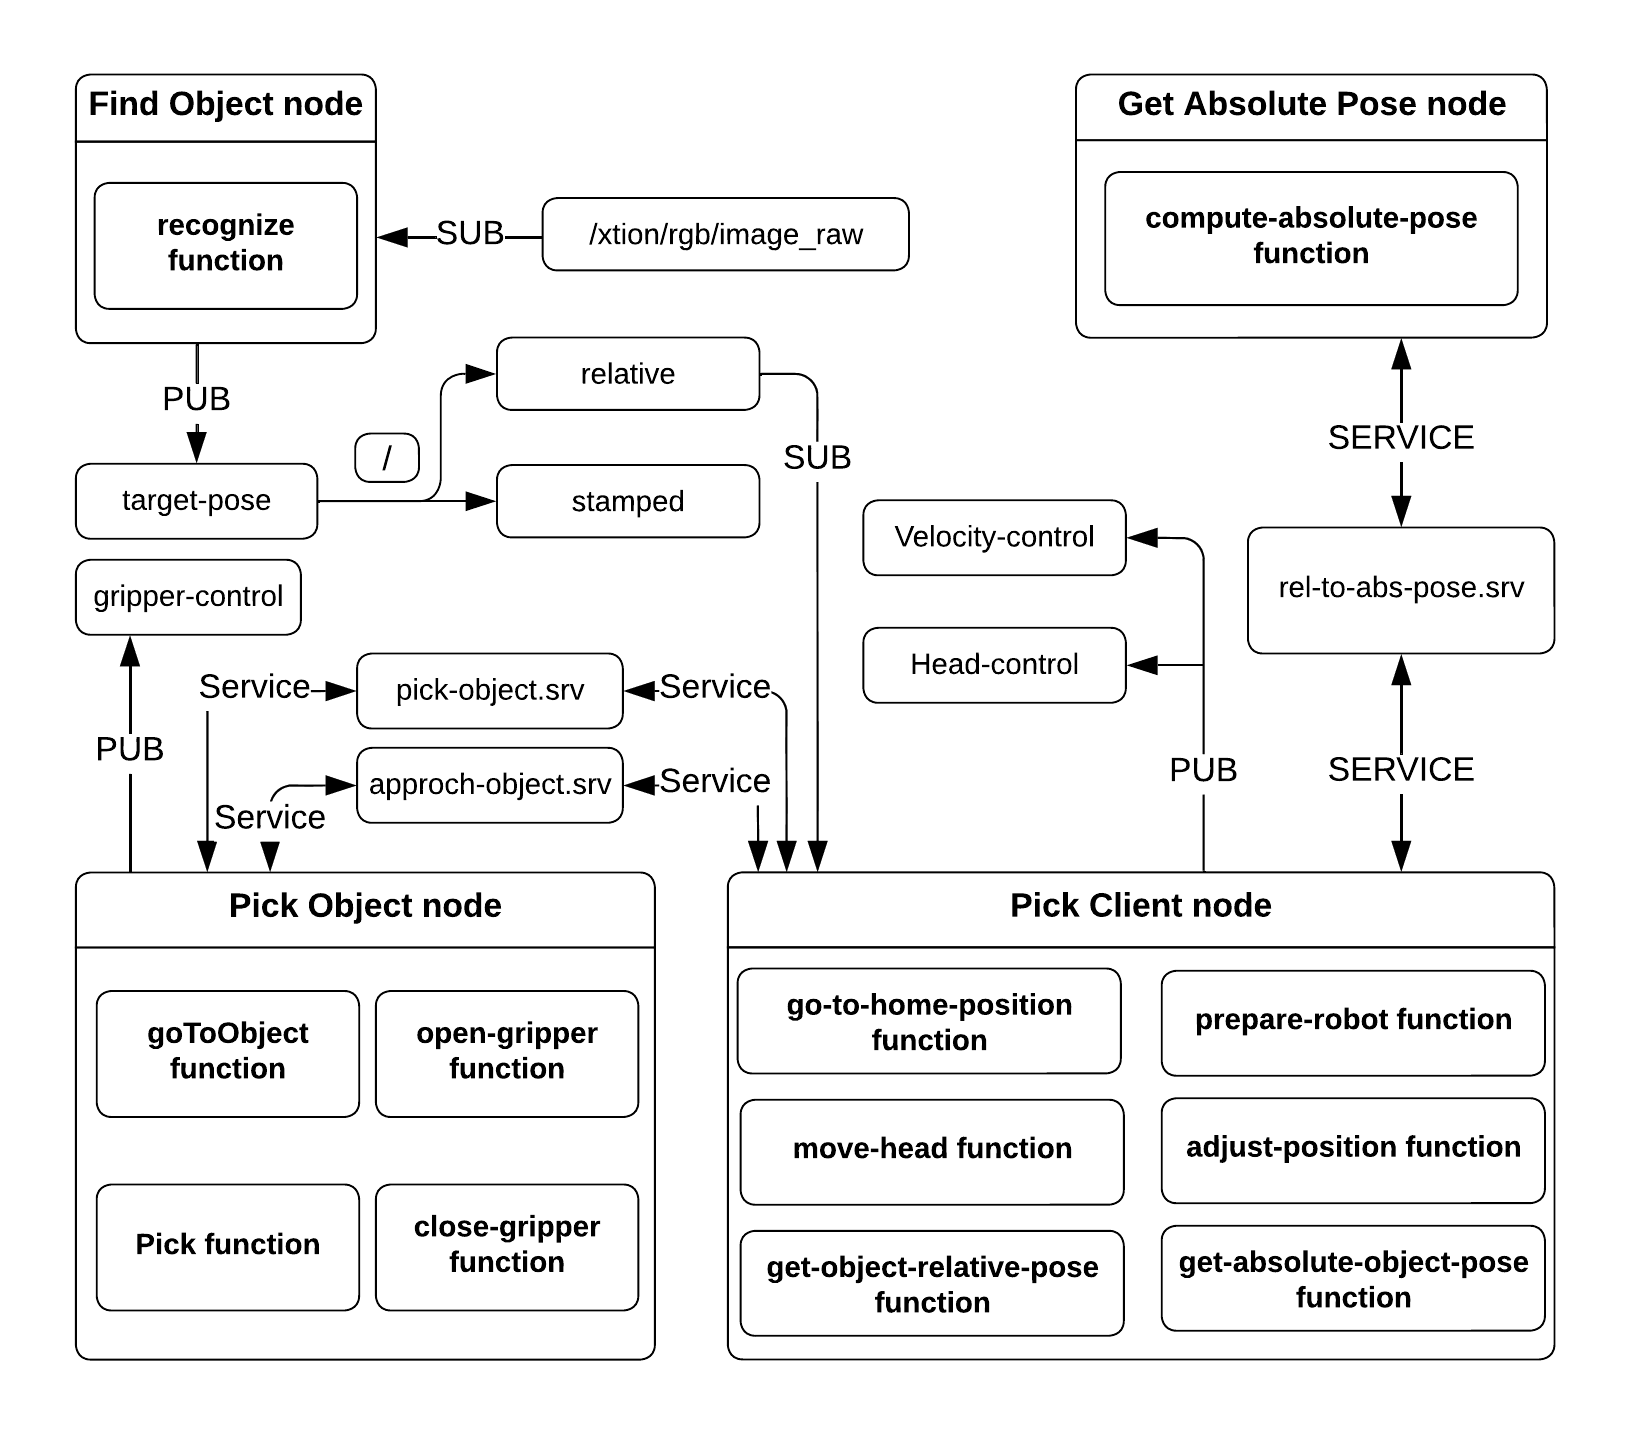 Find Object node
recognize
function
SUB
/xtion/rgb/image_raw
Get Absolute Pose node
compute-absolute-pose
function
PUB
relative
/
target-pose
stamped
SUB
SERVICE
gripper-control
Velocity-control
rel-to-abs-pose.srv
Head-control
Service
pick-object.srv
Service
PUB
Service
approch-object.srv
Service
PUB
SERVICE
Pick Object node
goToObject
function
open-gripper
function
Pick function
close-gripper
function
Pick Client node
go-to-home-position
function
prepare-robot function
move-head function
adjust-position function
get-object-relative-pose
function
get-absolute-object-pose
function